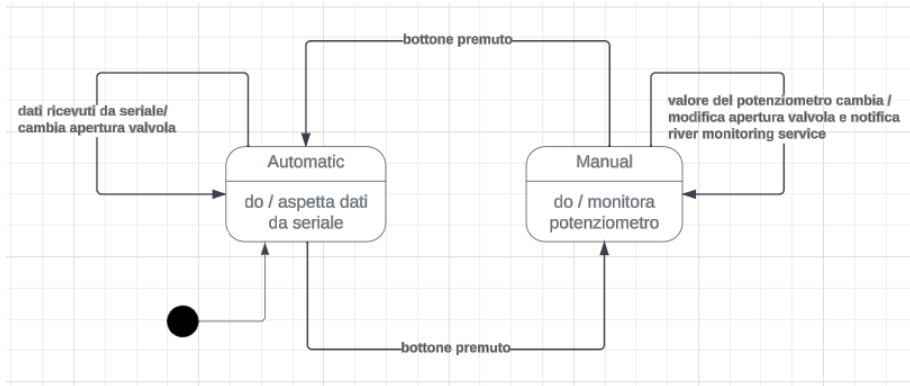 bottone premuto
dati ricevuti da seriale/
cambia apertura valvola
valore del potenziometro cambia /
modifica apertura valvola e notifica
river monitoring service
Automatic
do / aspetta dati
da seriale
Manual
do / monitora
potenziometro
bottone premuto